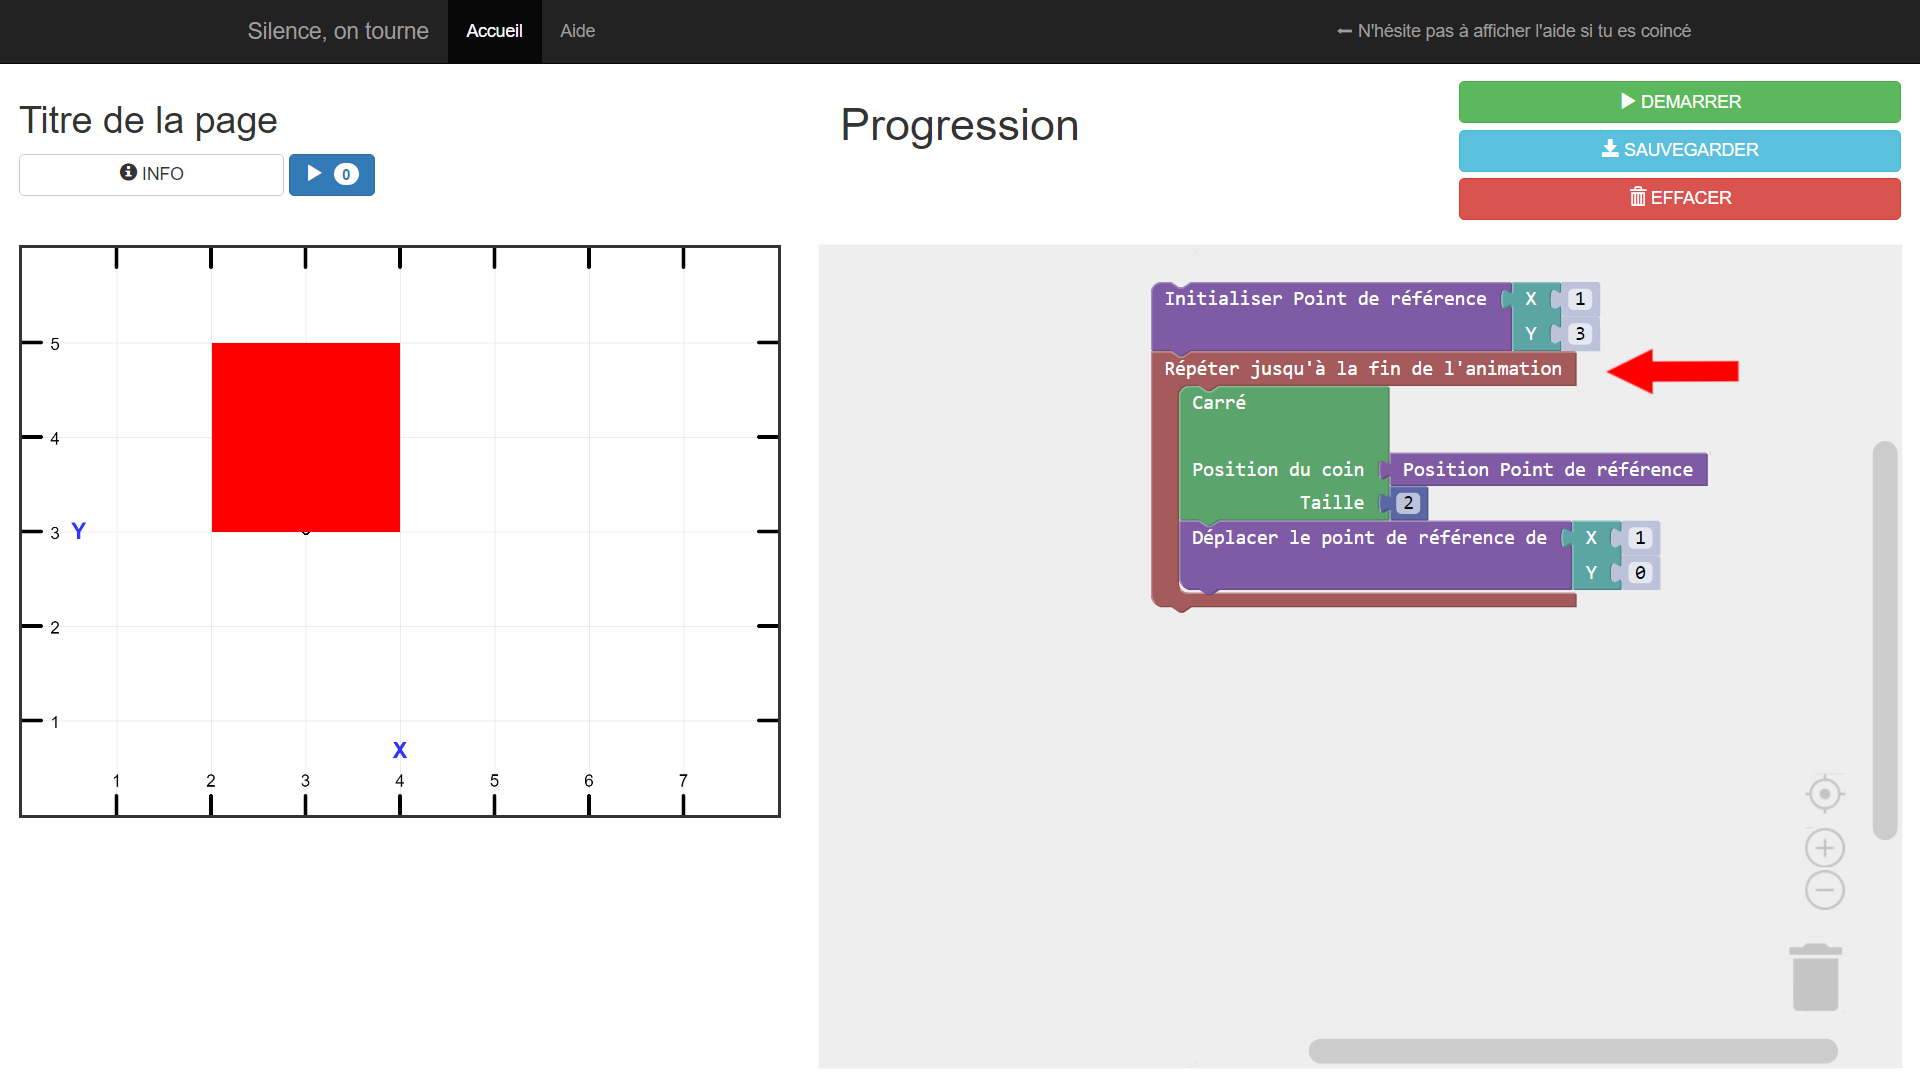 Silence, on tourne
Accueil
Aide
N'hésite pas à afficher l'aide si tu es coincé
Titre de la page
INFO
0
Progression
DEMARRER
SAUVEGARDER
EFFACER
5
4
3 Y
2
1
X
1 2 3 4 5 6 7
Initialiser Point de référence X 1
Y 3
Répéter jusqu'à la fin de l'animation
Carré
Position du coin Position Point de référence
Taille 2
Déplacer le point de référence de X 1
Y 0